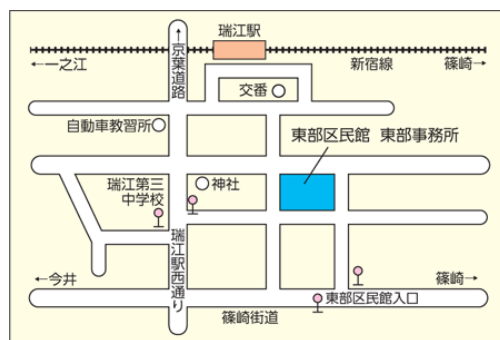 瑞江駅
←一之江
新宿線
篠崎→
←京葉道路
交番
自動車教習所
東部区民館 東部事務所
瑞江第三
中学校
神社
瑞江駅西通り
←今井
篠崎→
東部区民館入口
篠崎街道